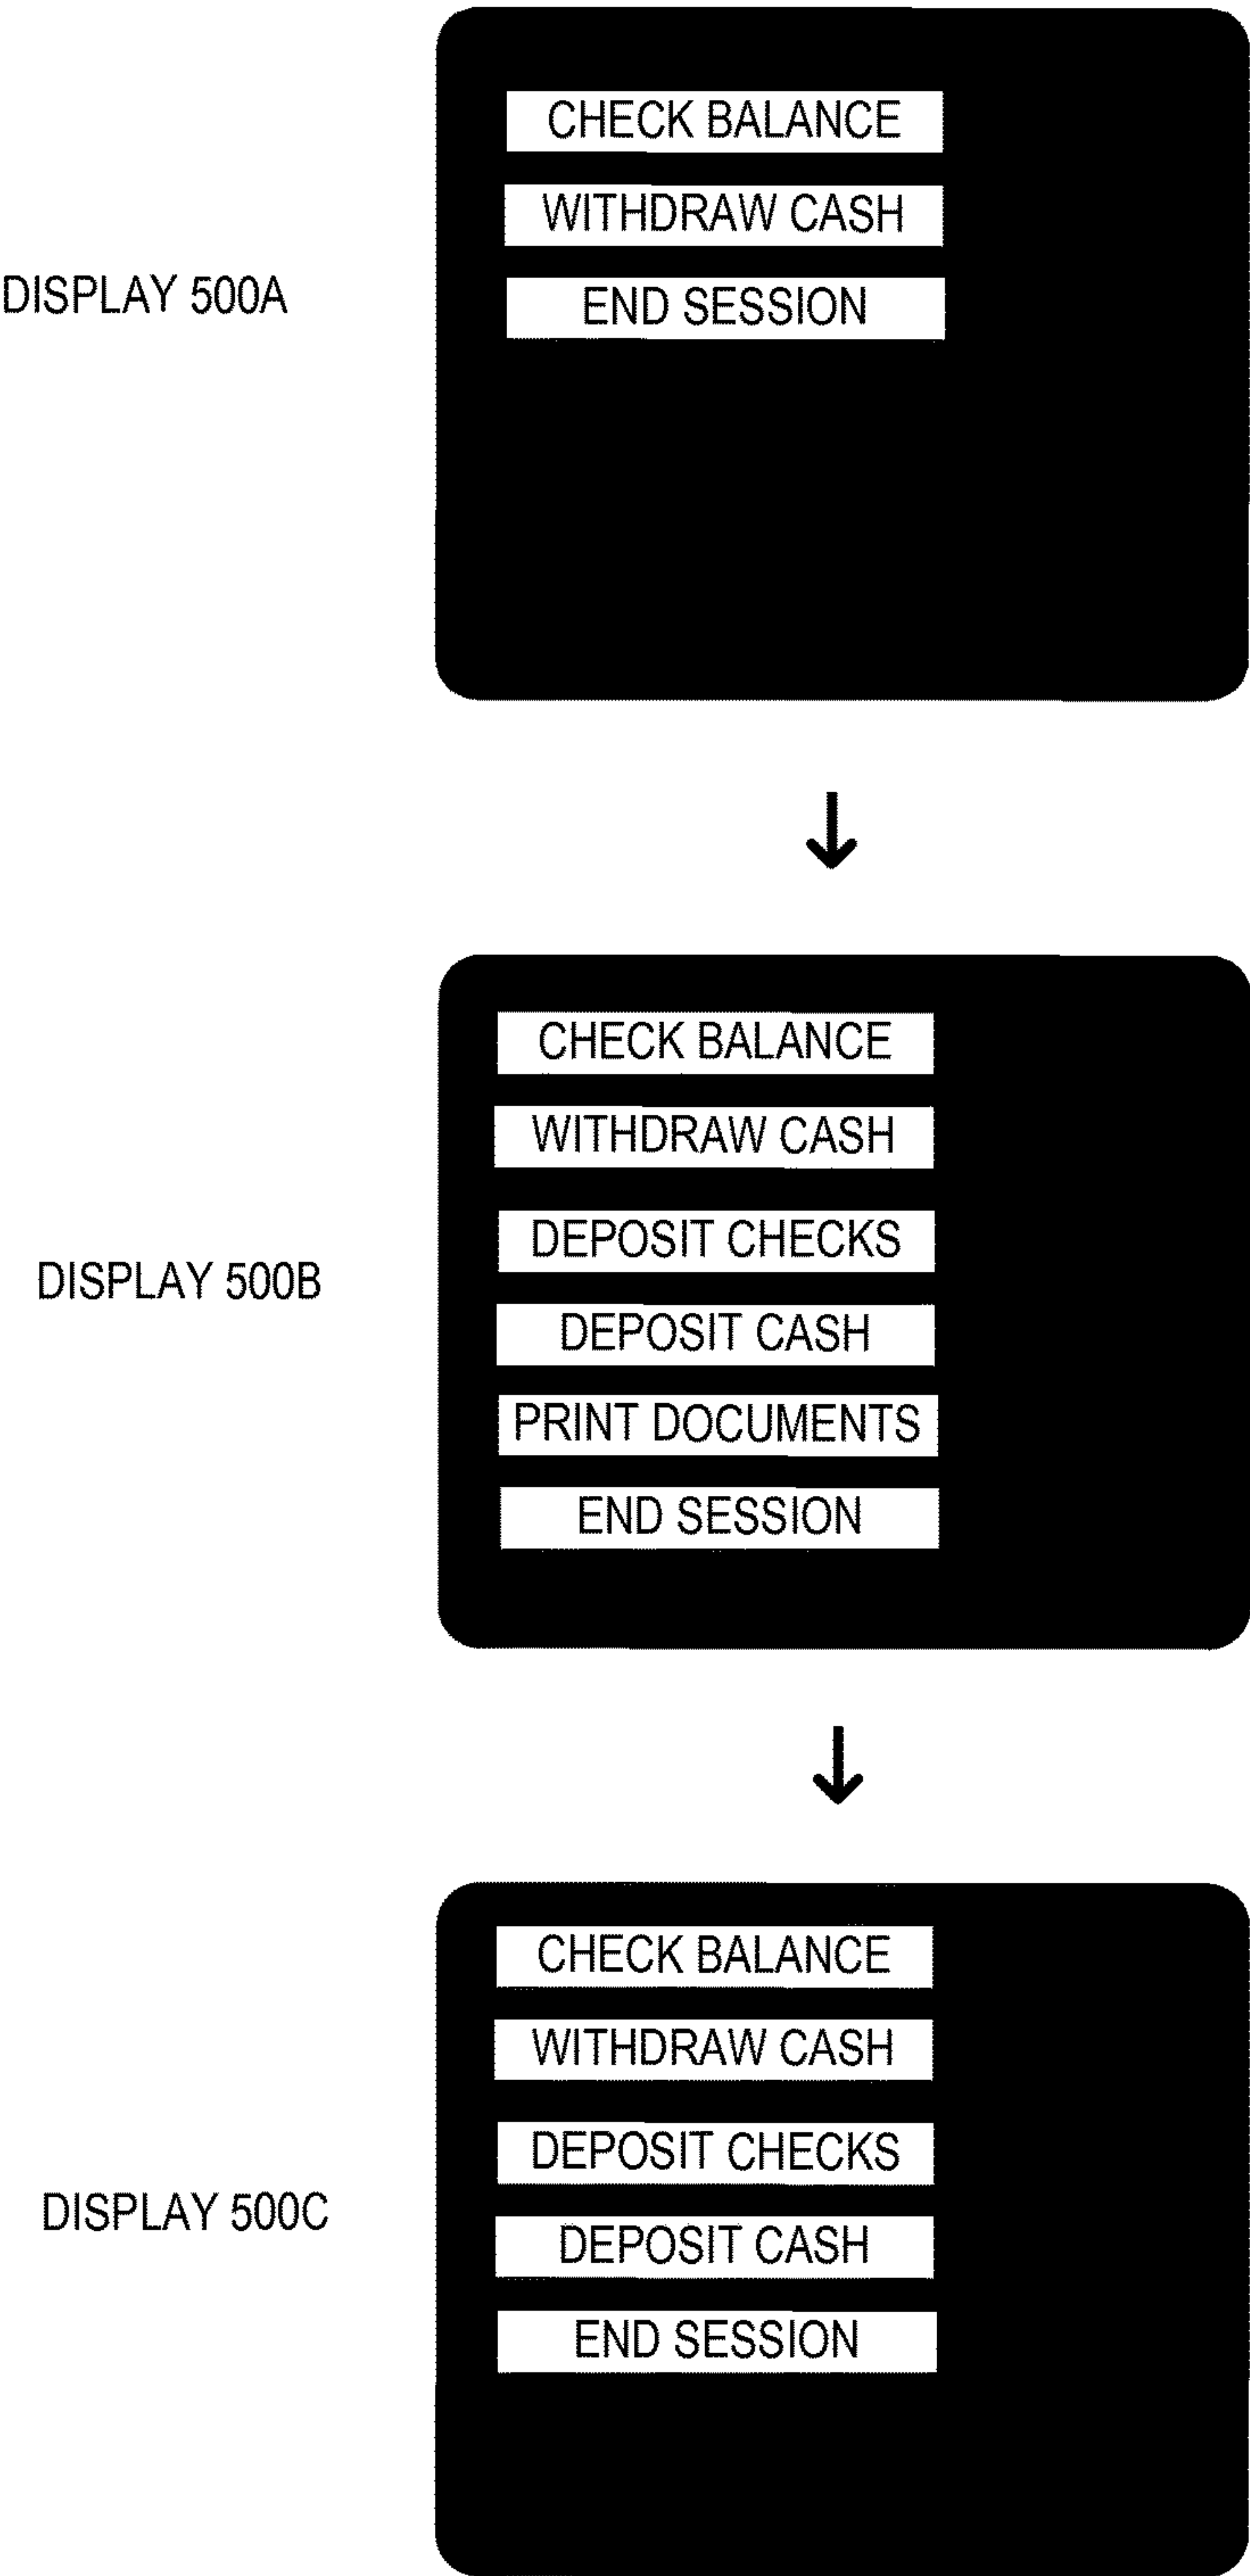 DISPLAY 500A
CHECK BALANCE
WITHDRAW CASH
END SESSION
DISPLAY 500B
CHECK BALANCE
WITHDRAW CASH
DEPOSIT CHECKS
DEPOSIT CASH
PRINT DOCUMENTS
END SESSION
DISPLAY 500C
CHECK BALANCE
WITHDRAW CASH
DEPOSIT CHECKS
DEPOSIT CASH
END SESSION